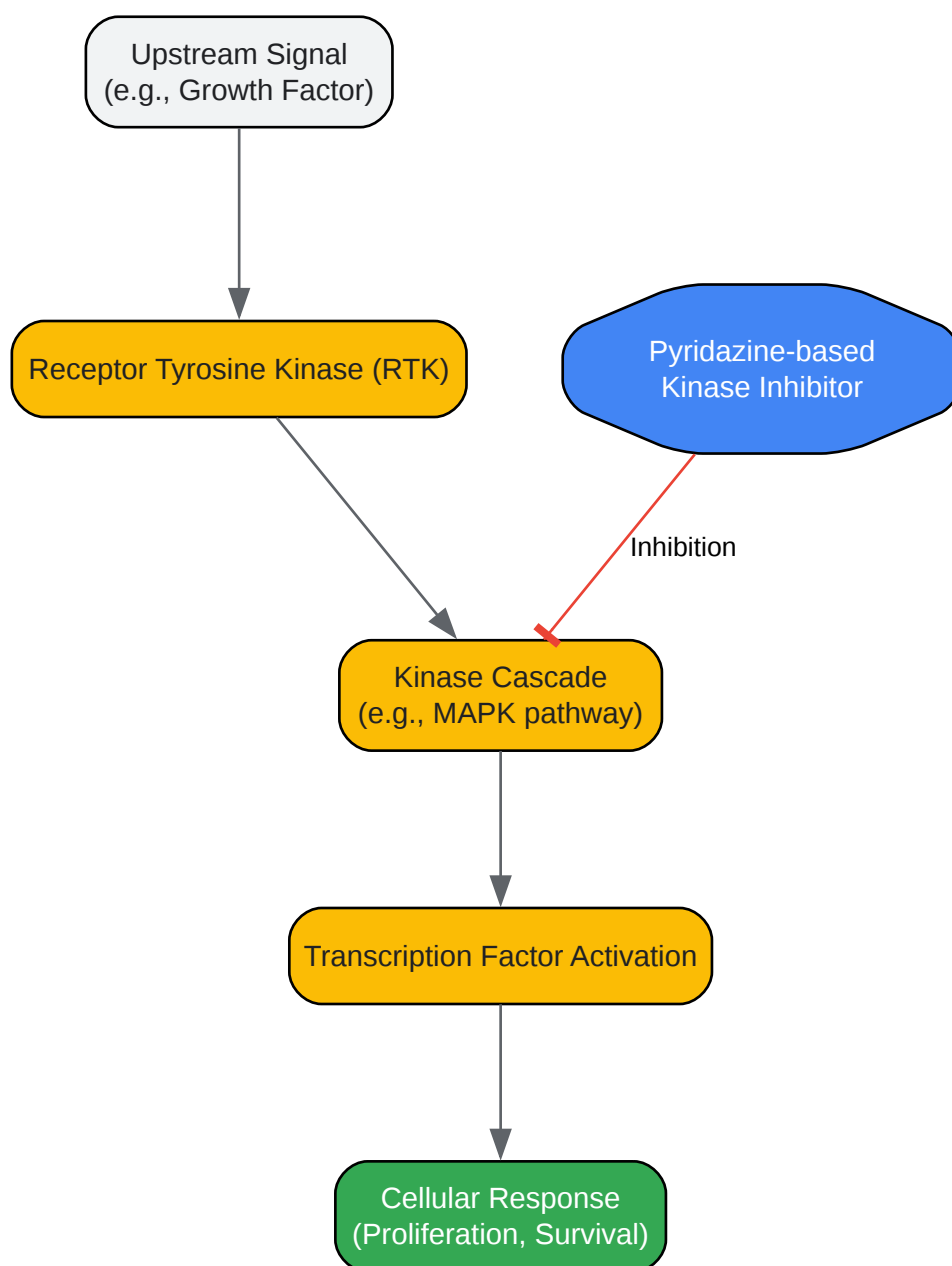 Upstream Signal
(e.g., Growth Factor)
Receptor Tyrosine Kinase (RTK)
Pyridazine-based
Kinase Inhibitor
Inhibition
Kinase Cascade
(e.g., MAPK pathway)
Transcription Factor Activation
Cellular Response
(Proliferation, Survival)